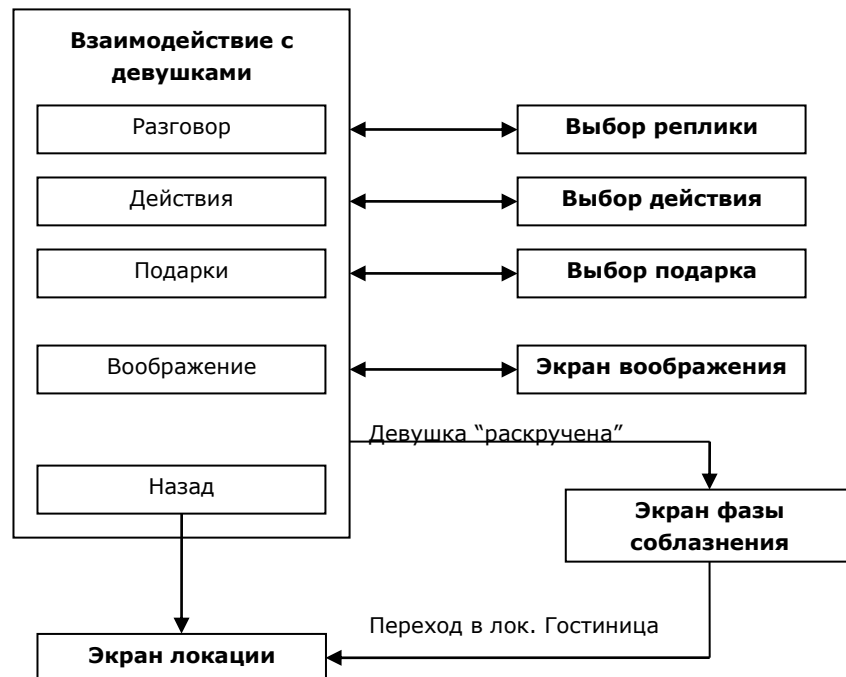 Взаимодействие с
девушками
Разговор
Выбор реплики
Действия
Выбор действия
Подарки
Выбор подарка
Воображение
Экран воображения
Девушка “раскручена”
Назад
Экран фазы
соблазнения
Переход в лок. Гостиница
Экран локации